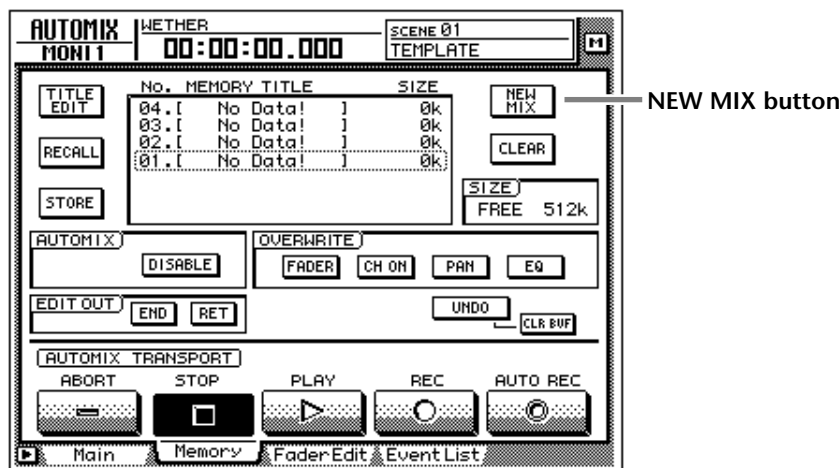 AUTOMIX
MONI 1
WETHER
00:00:00.000
SCENE 01
TEMPLATE
M
TITLE EDIT
RECALL
STORE
No. MEMORY TITLE SIZE
04.[ No Data! ] 0k
03.[ No Data! ] 0k
02.[ No Data! ] 0k
01.[ No Data! ] 0k
NEW MIX
NEW MIX button
CLEAR
SIZE
FREE 512k
AUTOMIX
DISABLE
OVERWRITE
FADER CH ON PAN EQ
EDIT OUT
END RET
UNDO
CLR BUF
AUTOMIX TRANSPORT
ABORT STOP PLAY REC AUTO REC
Main Memory Fader Edit Event List